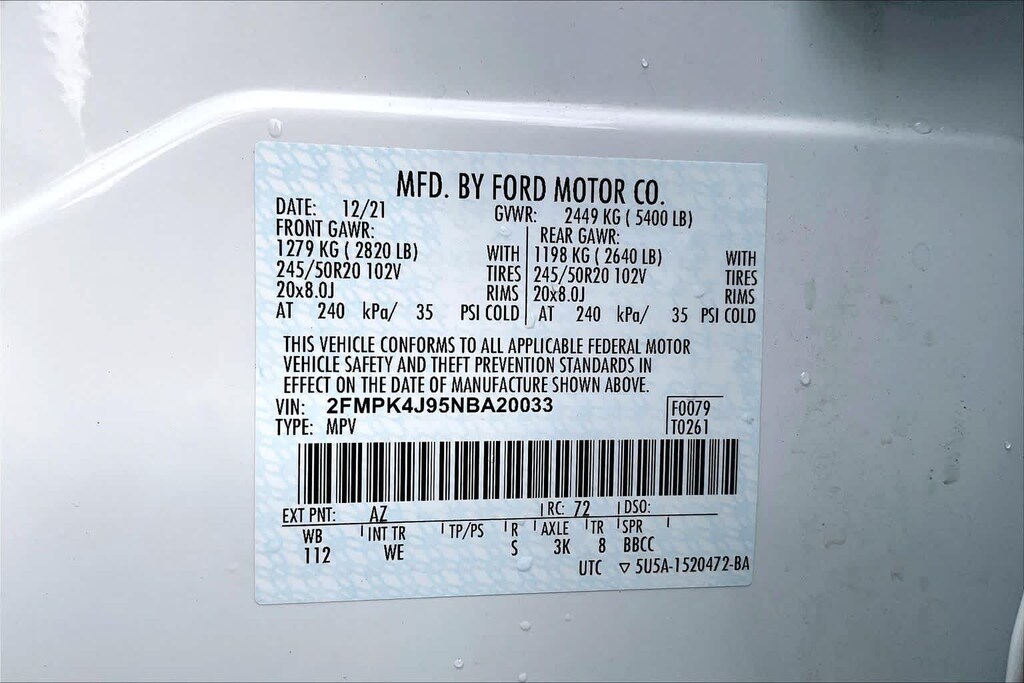 MFD. BY FORD MOTOR CO.
DATE: 12/21 GVWR: 2449 KG ( 5400 LB)
FRONT GAWR: REAR GAWR:
1279 KG ( 2820 LB) WITH 1198 KG ( 2640 LB) WITH
245/50R20 102V TIRES 245/50R20 102V TIRES
20x8.0J RIMS 20x8.0J RIMS
AT 240 kPa/ 35 PSI COLD AT 240 kPa/ 35 PSI COLD
THIS VEHICLE CONFORMS TO ALL APPLICABLE FEDERAL MOTOR
VEHICLE SAFETY AND THEFT PREVENTION STANDARDS IN
EFFECT ON THE DATE OF MANUFACTURE SHOWN ABOVE.
VIN: 2FMPK4J95NBA20033 F0079
TYPE: MPV T0261
EXT PNT: AZ RC: 72 DSO:
WB INT TR TP/PS R AXLE TR SPR
112 WE S 3K 8 BBCC
UTC ▽ 5U5A-1520472-BA